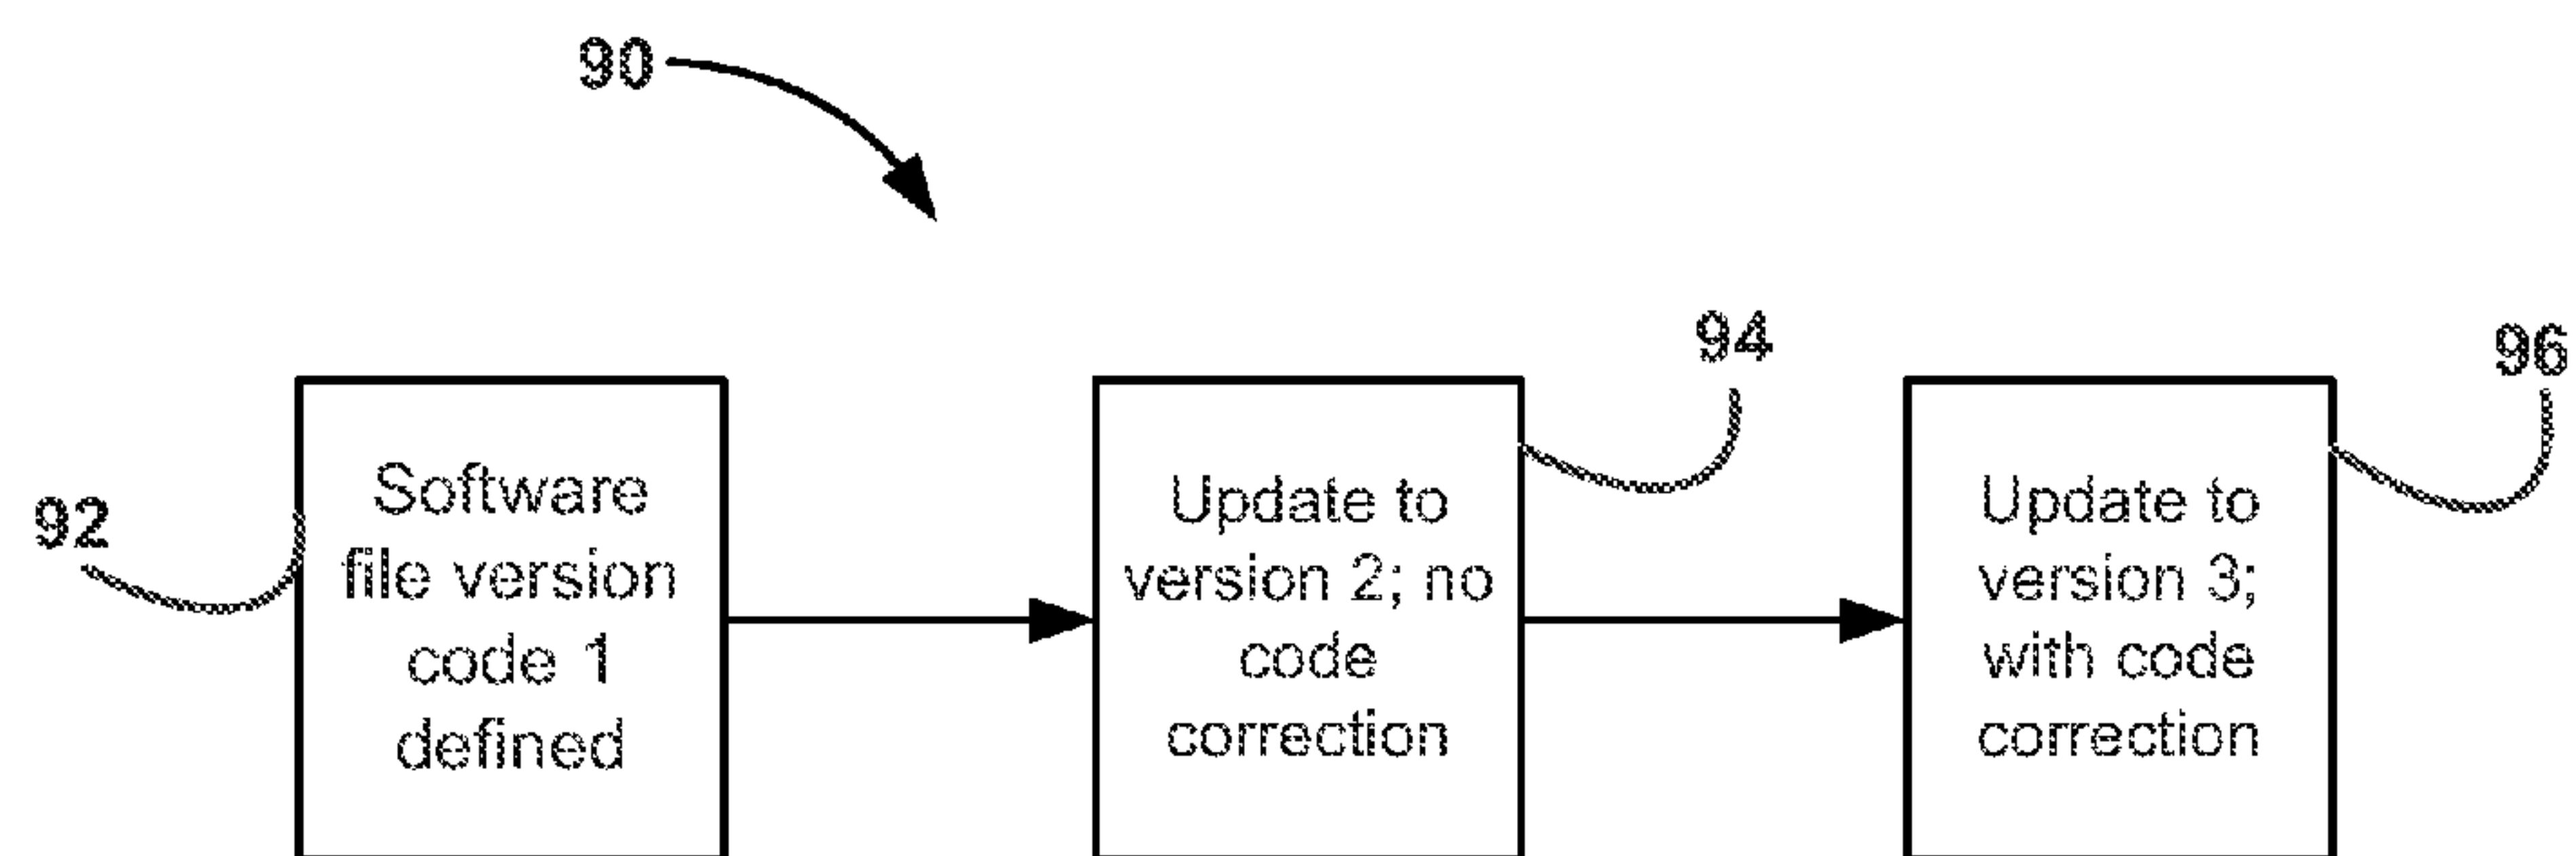 90
92
Software
file version
code 1
defined
94
Update to
version 2; no
code
correction
96
Update to
version 3;
with code
correction